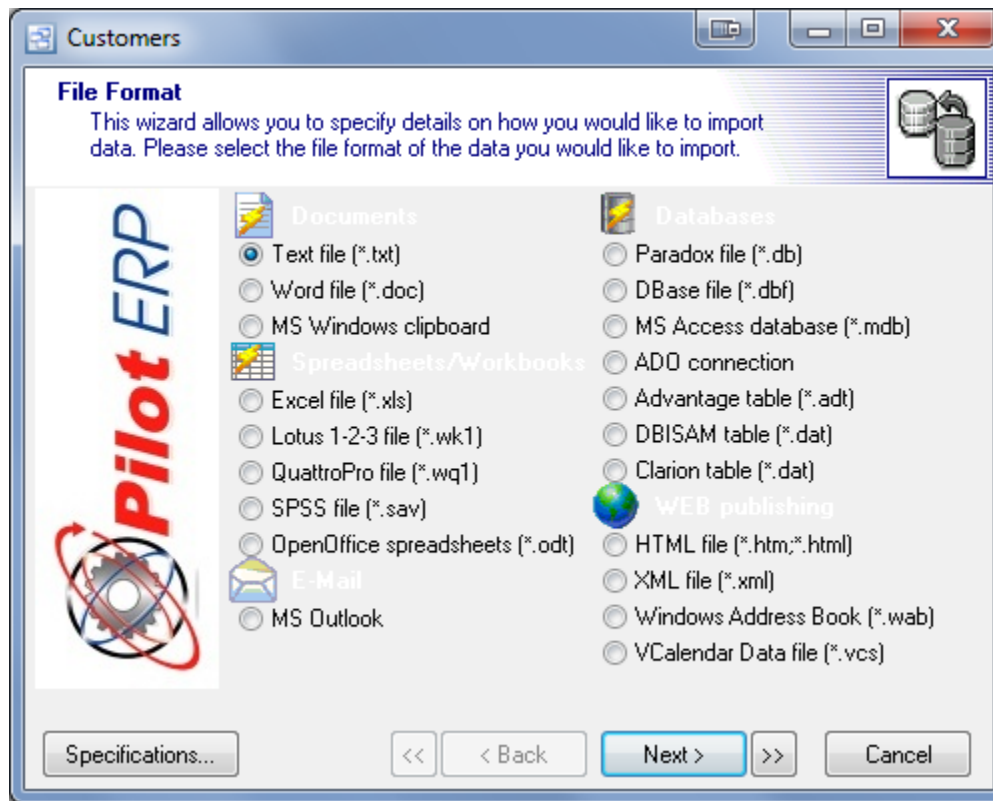 Customers
File Format
This wizard allows you to specify details on how you would like to import
data. Please select the file format of the data you would like to import.
Pilot ERP
Documents
Text file (*.txt)
Word file (*.doc)
MS Windows clipboard
Spreadsheets/Workbooks
Excel file (*.xls)
Lotus 1-2-3 file (*.wk1)
QuattroPro file (*.wq1)
SPSS file (*.sav)
OpenOffice spreadsheets (*.odt)
E-Mail
MS Outlook
Databases
Paradox file (*.db)
DBase file (*.dbf)
MS Access database (*.mdb)
ADO connection
Advantage table (*.adt)
DBISAM table (*.dat)
Clarion table (*.dat)
WEB publishing
HTML file (*.htm;*.html)
XML file (*.xml)
Windows Address Book (*.wab)
VCalendar Data file (*.vcs)
Specifications...
<<
< Back
Next >
>>
Cancel